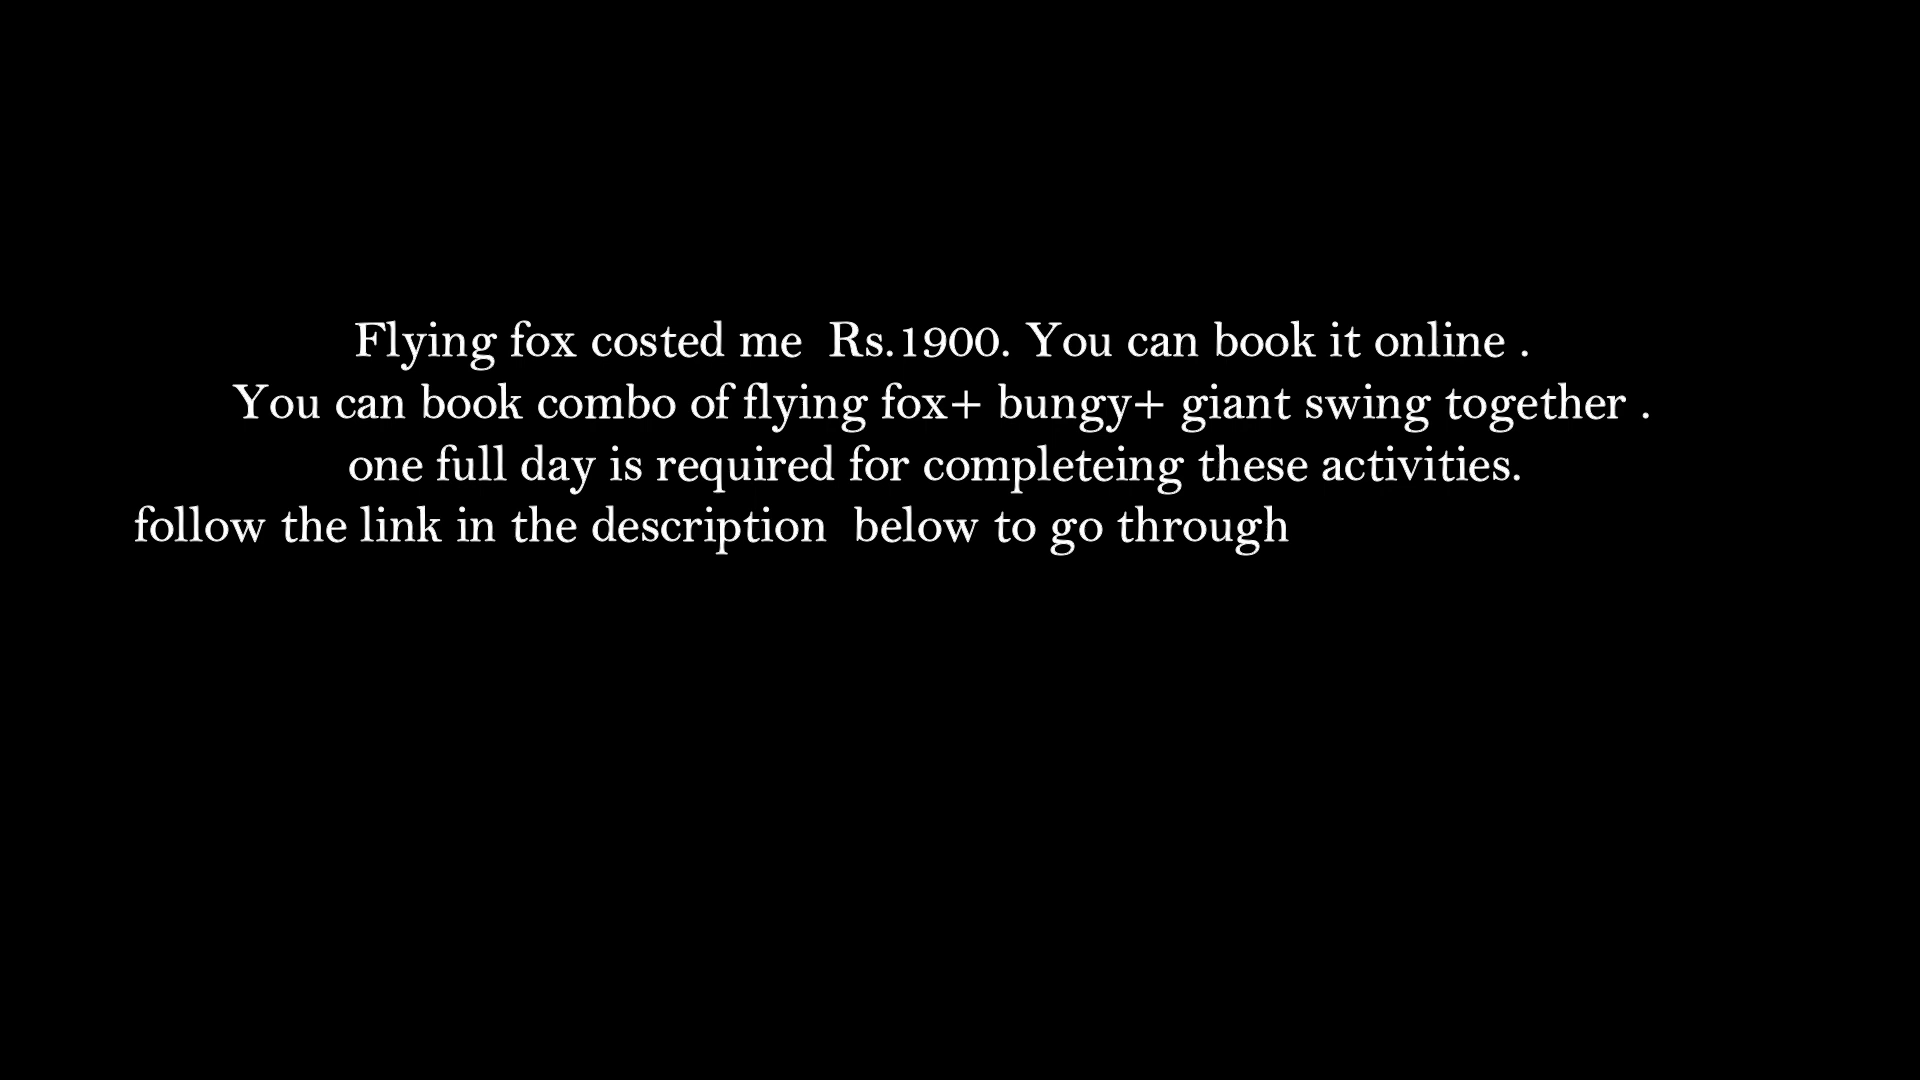 Flying fox costed me  Rs.1900. You can book it online .
You can book combo of flying fox+ bungy+ giant swing together .
one full day is required for completeing these activities.
follow the link in the description  below to go through